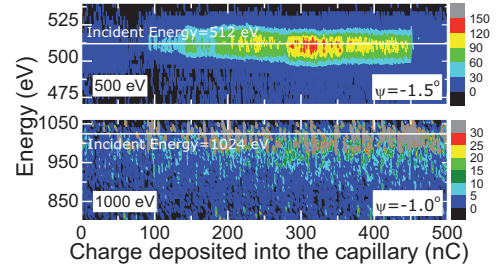 Energy (eV)
525
500
475
Incident Energy=512 eV
500 eV
ψ=-1.5°
150
120
90
60
30
0
1050
950
850
Incident Energy=1024 eV
1000 eV
ψ=-1.0°
30
25
20
15
10
5
0
0 100 200 300 400 500
Charge deposited into the capillary (nC)